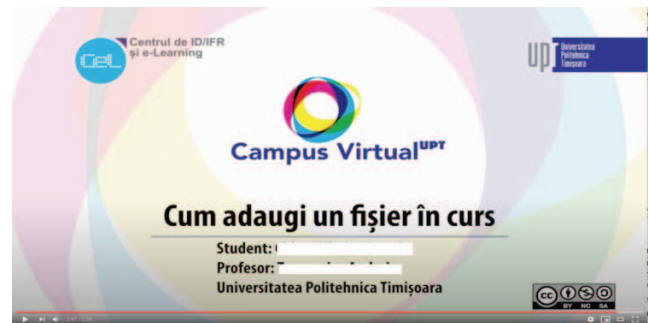 Centrul de ID/IFR
și e-Learning
CeL
upt
Universitatea
Politehnica
Timișoara
Campus Virtual UPT
Cum adaugi un fișier în curs
Student:
Profesor:
Universitatea Politehnica Timișoara
cc
BY NC SA